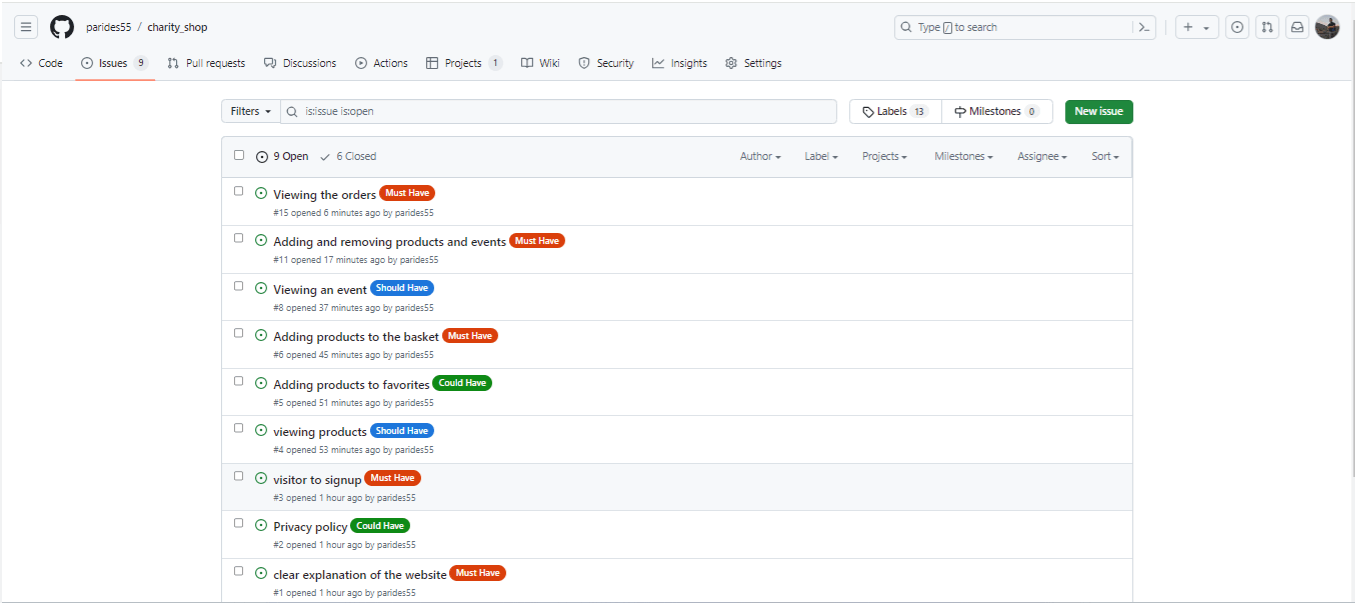 parides55 / charity_shop Type / to search
Code Issues 9 Pull requests Discussions Actions Projects 1 Wiki Security Insights Settings
Filters is:issue is:open Labels 13 Milestones 0 New issue
9 Open 6 Closed Author Label Projects Milestones Assignee Sort
Viewing the orders Must Have
#15 opened 6 minutes ago by parides55
Adding and removing products and events Must Have
#11 opened 17 minutes ago by parides55
Viewing an event Should Have
#8 opened 37 minutes ago by parides55
Adding products to the basket Must Have
#6 opened 45 minutes ago by parides55
Adding products to favorites Could Have
#5 opened 51 minutes ago by parides55
viewing products Should Have
#4 opened 53 minutes ago by parides55
visitor to signup Must Have
#3 opened 1 hour ago by parides55
Privacy policy Could Have
#2 opened 1 hour ago by parides55
clear explanation of the website Must Have
#1 opened 1 hour ago by parides55